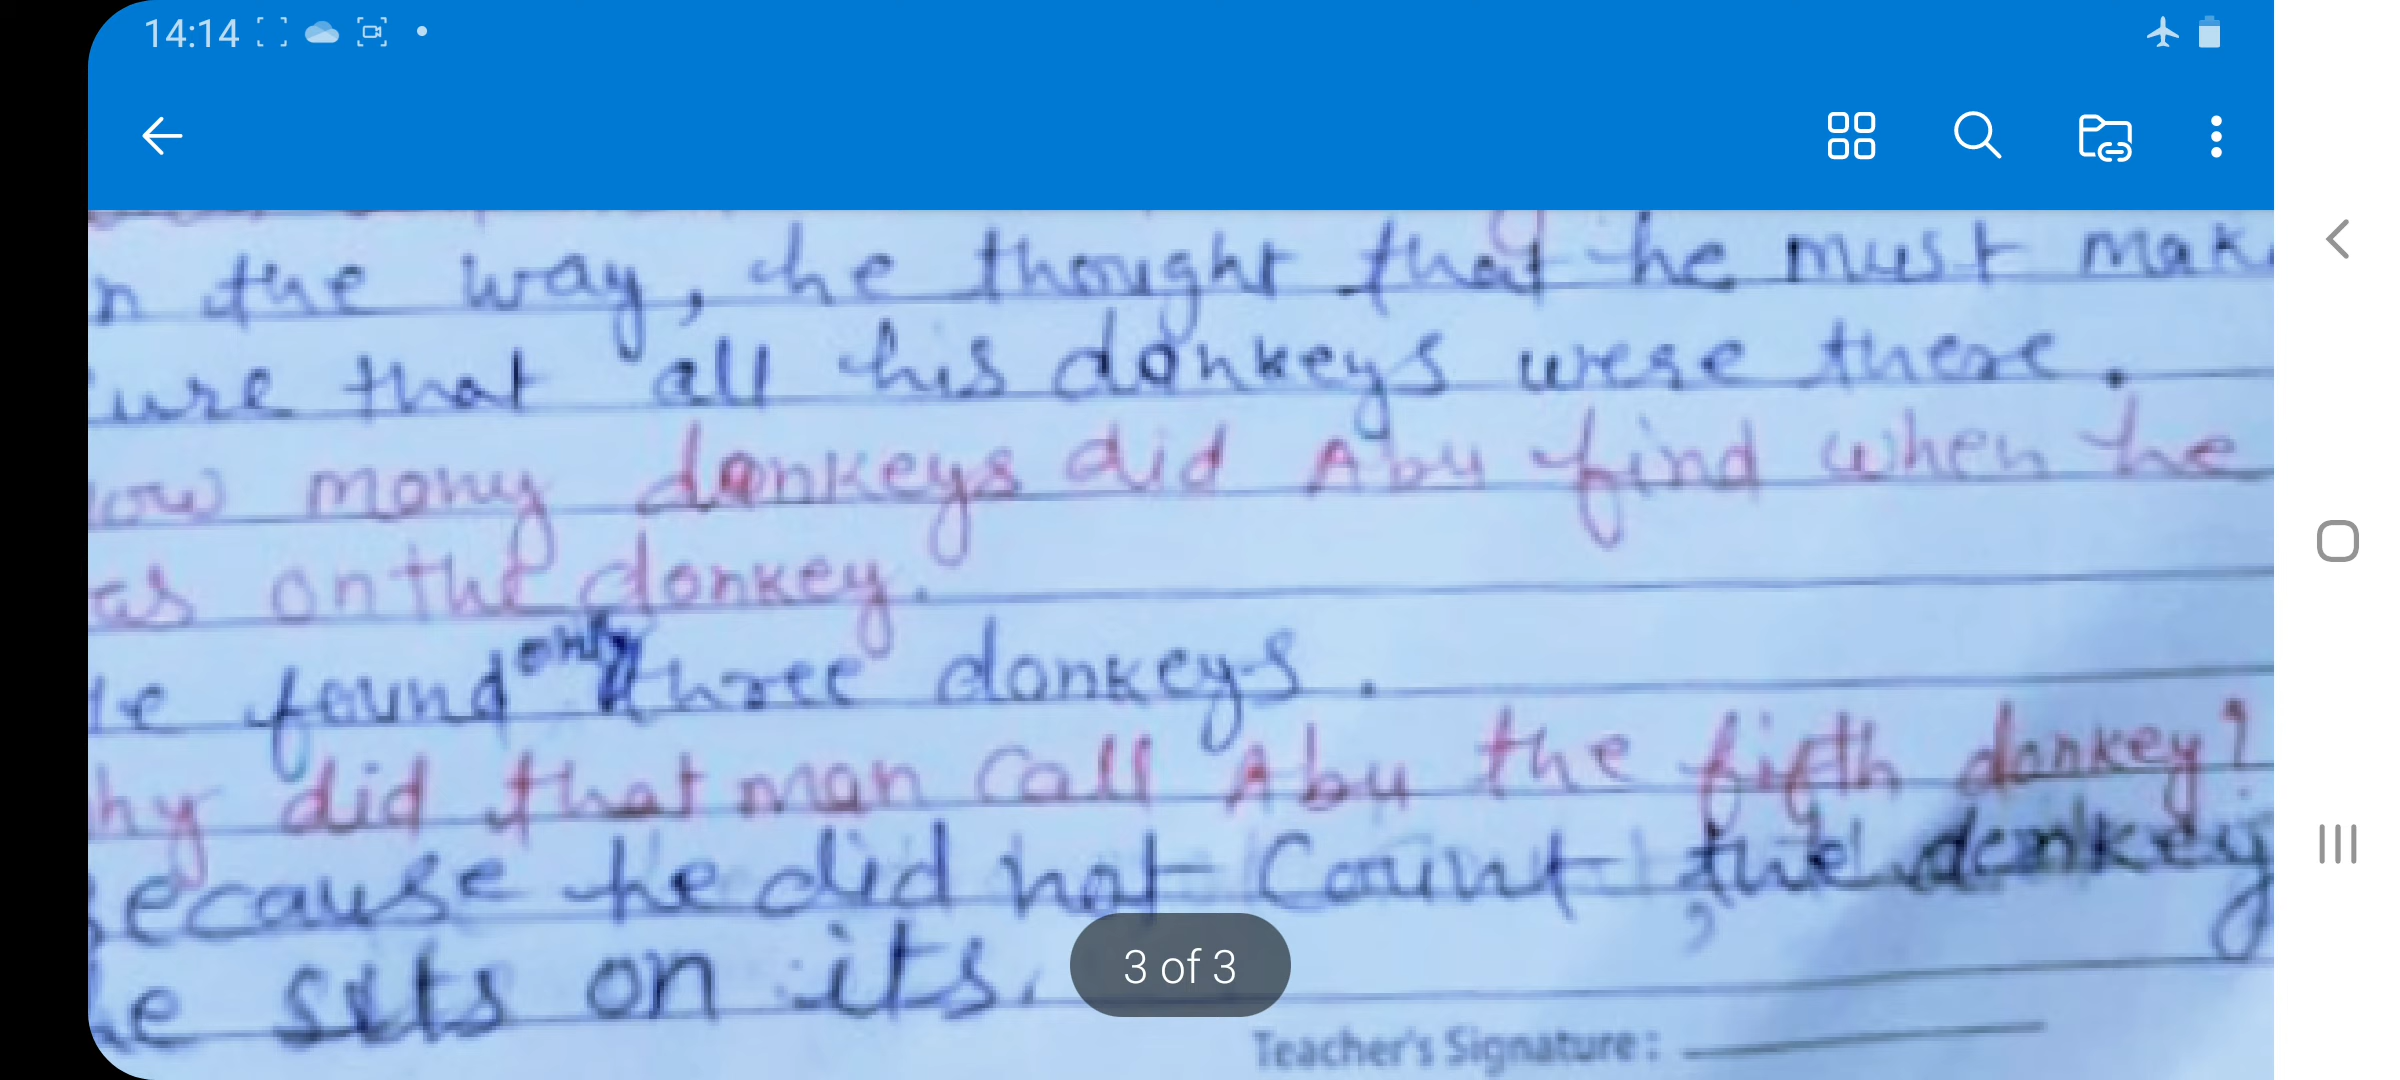 14:14
n the way, he thought that he must mak
ure that all his donkeys were there.
ow many donkeys did Abu find when he
as on the donkey.
e found only three donkeys.
hy did that man call Abu the fifth donkey?
ecause he did not Count, the donkey
e sits on its.
3 of 3
Teacher's Signature: